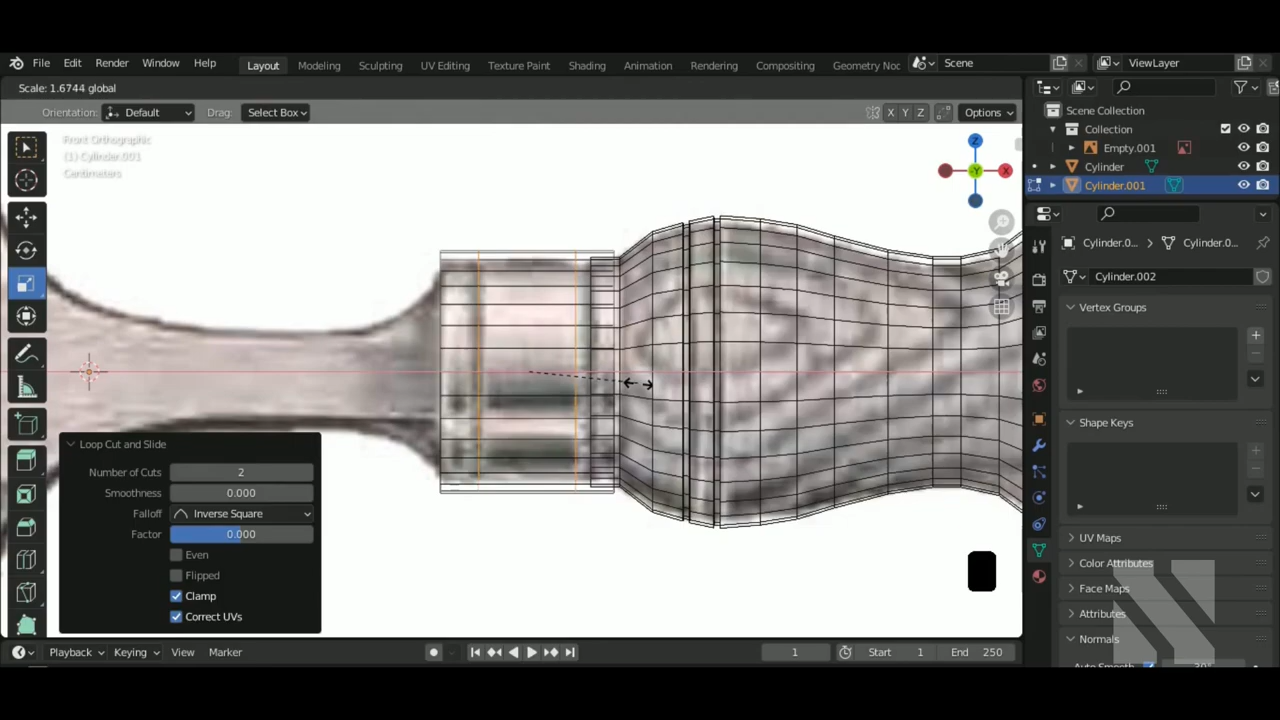 File Edit Render Window Help Layout Modeling Sculpting UV Editing Texture Paint Shading Animation Rendering Compositing Geometry Noc Scene ViewLayer
Scale: 1.6744 global
Orientation: Default Drag: Select Box X Y Z Options
Front Orthographic
(1) Cylinder.001
Centimeters
Z
X
Y
Scene Collection
Collection
Empty.001
Cylinder
Cylinder.001
Cylinder.0... Cylinder.0...
Cylinder.002
Vertex Groups
Shape Keys
UV Maps
Color Attributes
Face Maps
Attributes
Normals
Loop Cut and Slide
Number of Cuts 2
Smoothness 0.000
Falloff Inverse Square
Factor 0.000
Even
Flipped
Clamp
Correct UVs
Playback Keying View Marker 1 Start 1 End 250